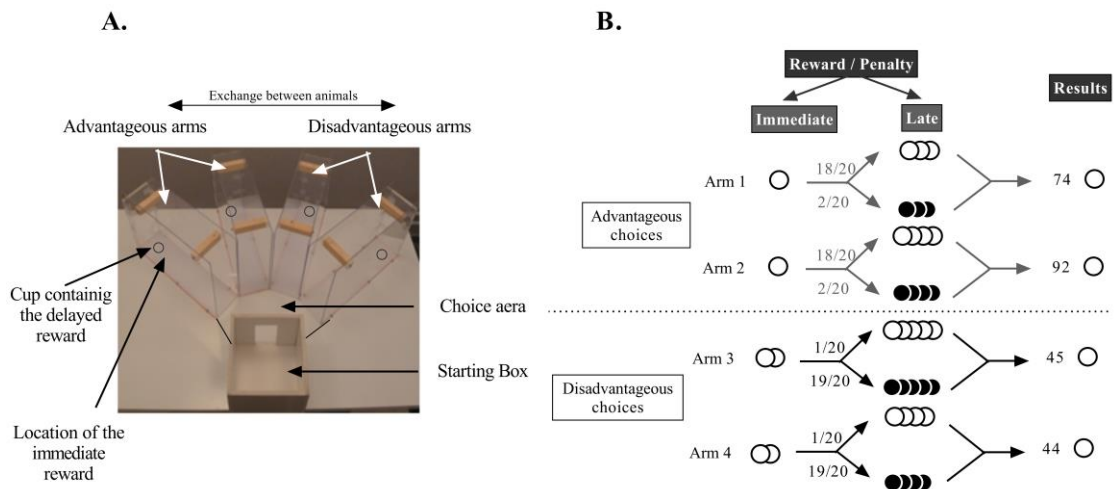 A.
Exchange between animals
Advantageous arms
Disadvantageous arms
Cup containig
the delayed
reward
Choice aera
Starting Box
Location of the
immediate
reward
B.
Reward / Penalty
Results
Immediate
Late
Advantageous
choices
Arm 1
18/20
2/20
74
Arm 2
18/20
2/20
92
Disadvantageous
choices
Arm 3
1/20
19/20
45
Arm 4
1/20
19/20
44